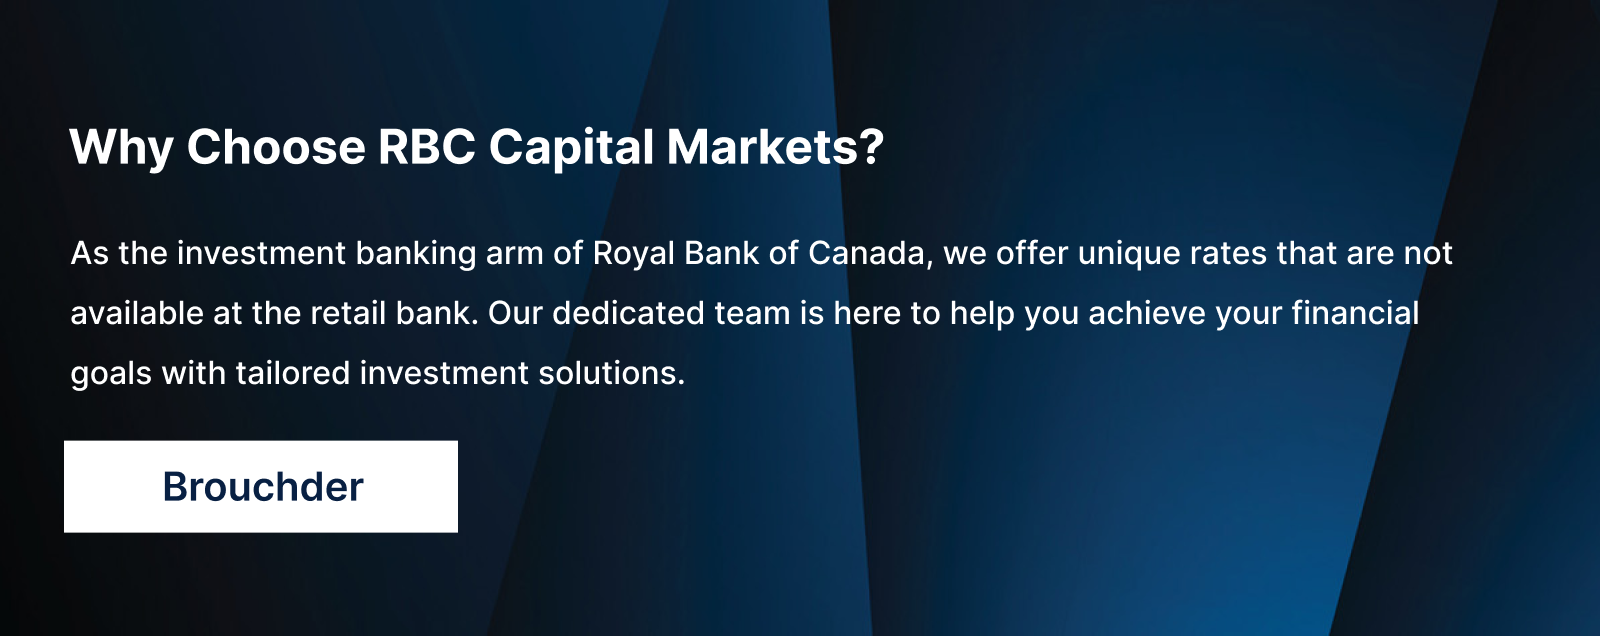 Why Choose RBC Capital Markets?
As the investment banking arm of Royal Bank of Canada, we offer unique rates that are not
available at the retail bank. Our dedicated team is here to help you achieve your financial
goals with tailored investment solutions.
Brouchder